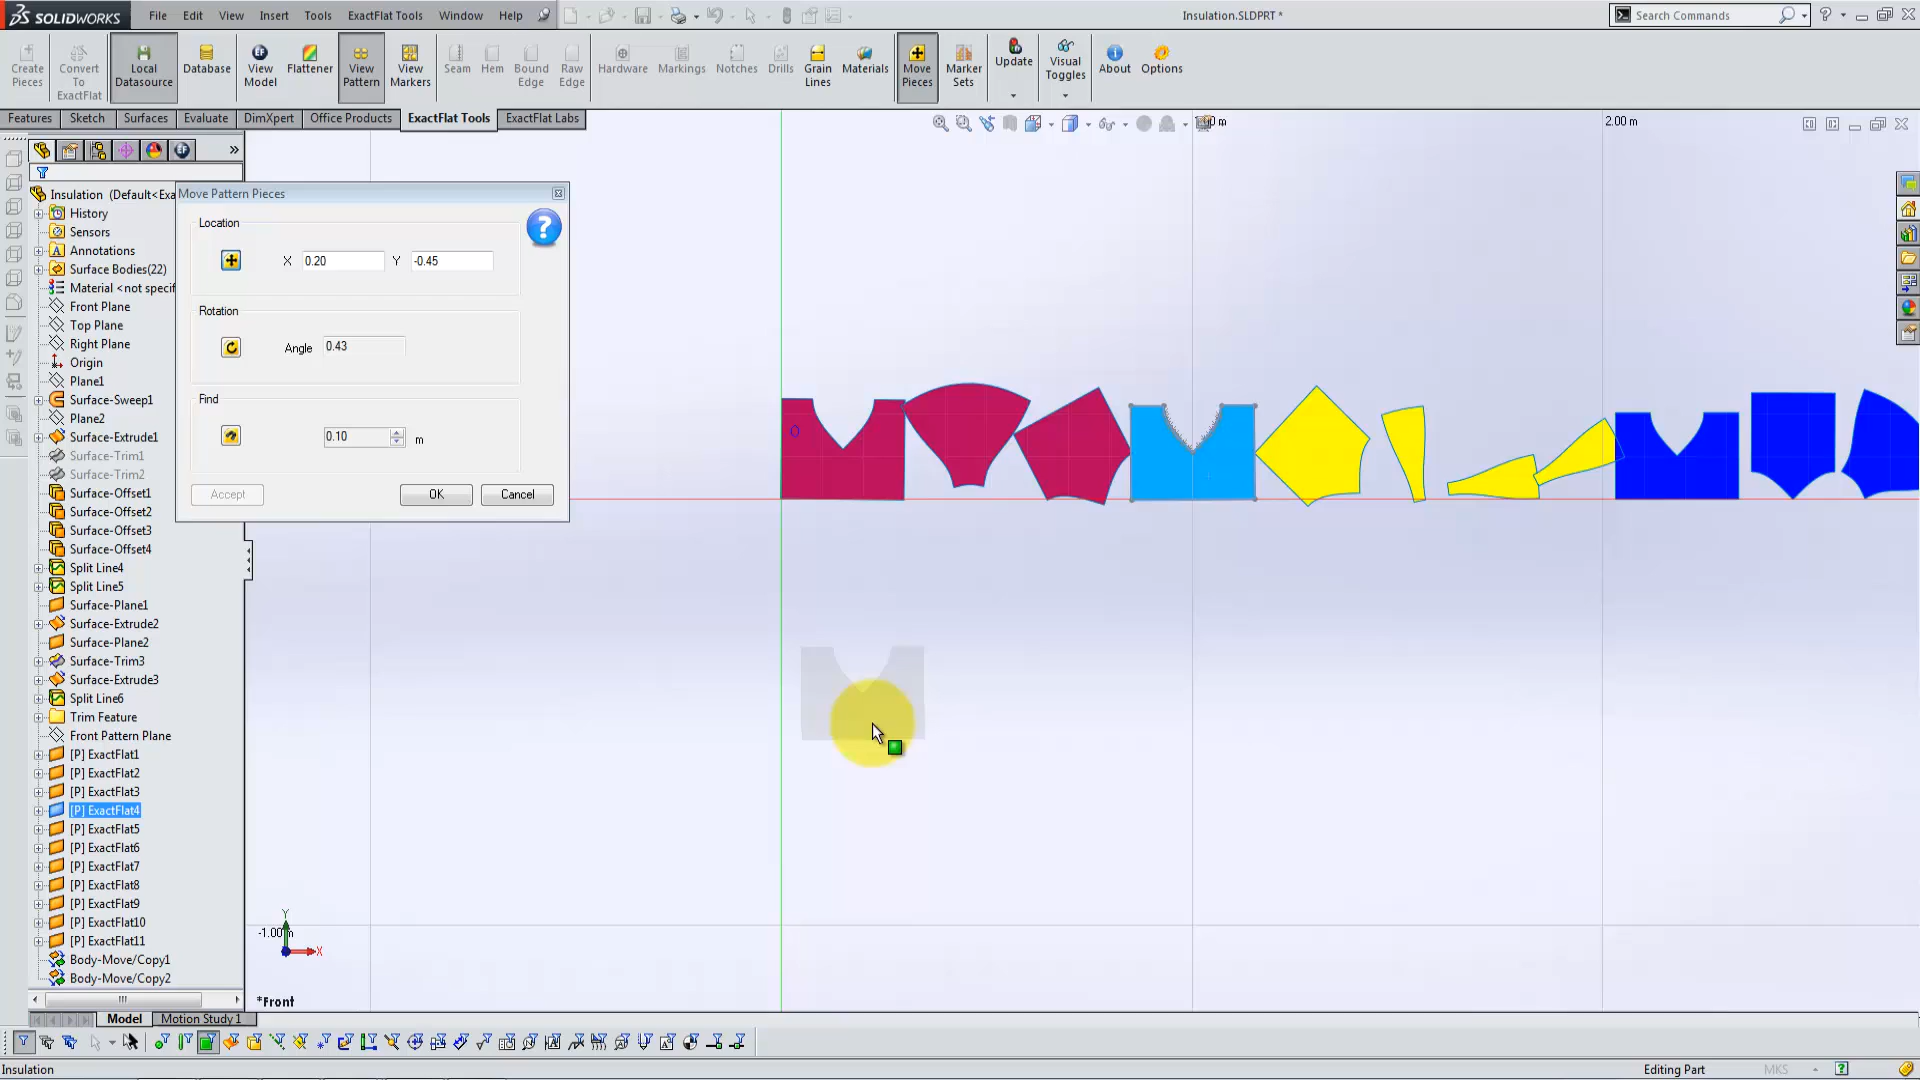 SOLIDWORKS
File Edit View Insert Tools ExactFlat Tools Window Help
Insulation.SLDPRT *
Search Commands
Create Pieces
Convert To ExactFlat
Local Datasource
Database
View Model
Flattener
View Pattern
View Markers
Seam
Hem
Bound Edge
Raw Edge
Hardware
Markings
Notches
Drills
Grain Lines
Materials
Move Pieces
Marker Sets
Update
Visual Toggles
About
Options
Features Sketch Surfaces Evaluate DimXpert Office Products ExactFlat Tools ExactFlat Labs
2.00 m
Insulation (Default<Exa
History
Sensors
Annotations
Surface Bodies(22)
Material <not specif
Front Plane
Top Plane
Right Plane
Origin
Plane1
Surface-Sweep1
Plane2
Surface-Extrude1
Surface-Trim1
Surface-Trim2
Surface-Offset1
Surface-Offset2
Surface-Offset3
Surface-Offset4
Split Line4
Split Line5
Surface-Plane1
Surface-Extrude2
Surface-Plane2
Surface-Trim3
Surface-Extrude3
Split Line6
Trim Feature
Front Pattern Plane
[P] ExactFlat1
[P] ExactFlat2
[P] ExactFlat3
[P] ExactFlat4
[P] ExactFlat5
[P] ExactFlat6
[P] ExactFlat7
[P] ExactFlat8
[P] ExactFlat9
[P] ExactFlat10
[P] ExactFlat11
Body-Move/Copy1
Body-Move/Copy2
Move Pattern Pieces
Location
X 0.20 Y -0.45
Rotation
Angle 0.43
Find
0.10 m
Accept OK Cancel
-1.00 m
Y
X
*Front
Model Motion Study 1
Insulation
Editing Part
MKS